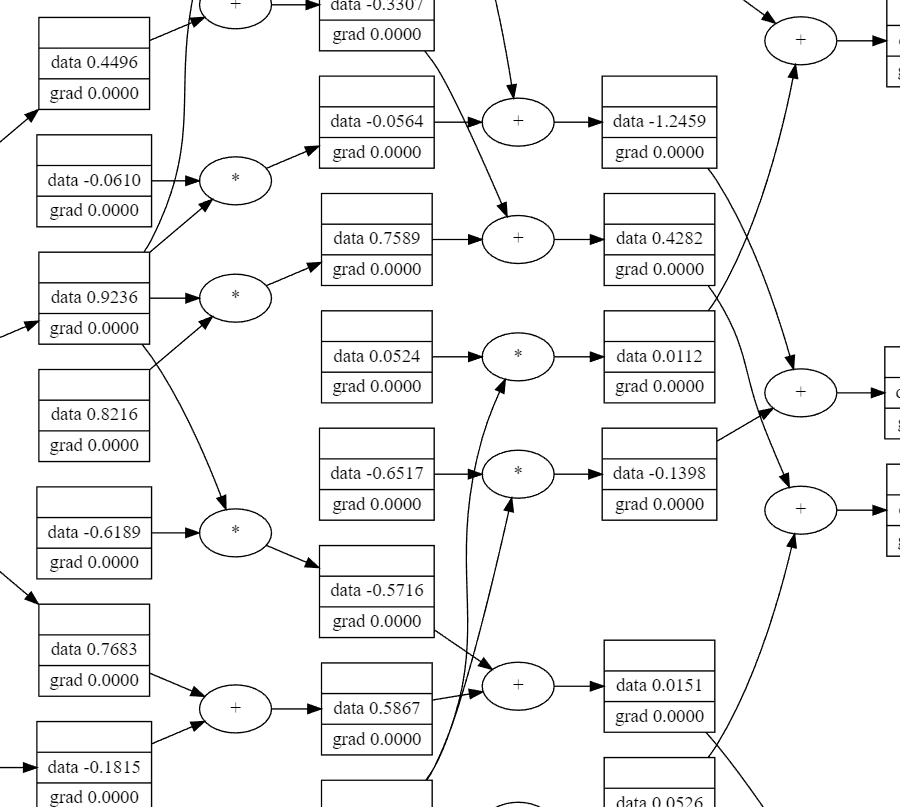 +
data -0.3307
grad 0.0000
data 0.4496
grad 0.0000
+
data -0.0564
grad 0.0000
+
data -1.2459
grad 0.0000
data -0.0610
grad 0.0000
*
data 0.7589
grad 0.0000
+
data 0.4282
grad 0.0000
data 0.9236
grad 0.0000
*
data 0.0524
grad 0.0000
*
data 0.0112
grad 0.0000
+
data 0.8216
grad 0.0000
data -0.6517
grad 0.0000
*
data -0.1398
grad 0.0000
+
data -0.6189
grad 0.0000
*
data -0.5716
grad 0.0000
data 0.7683
grad 0.0000
+
data 0.5867
grad 0.0000
+
data 0.0151
grad 0.0000
data -0.1815
grad 0.0000
data 0.0526